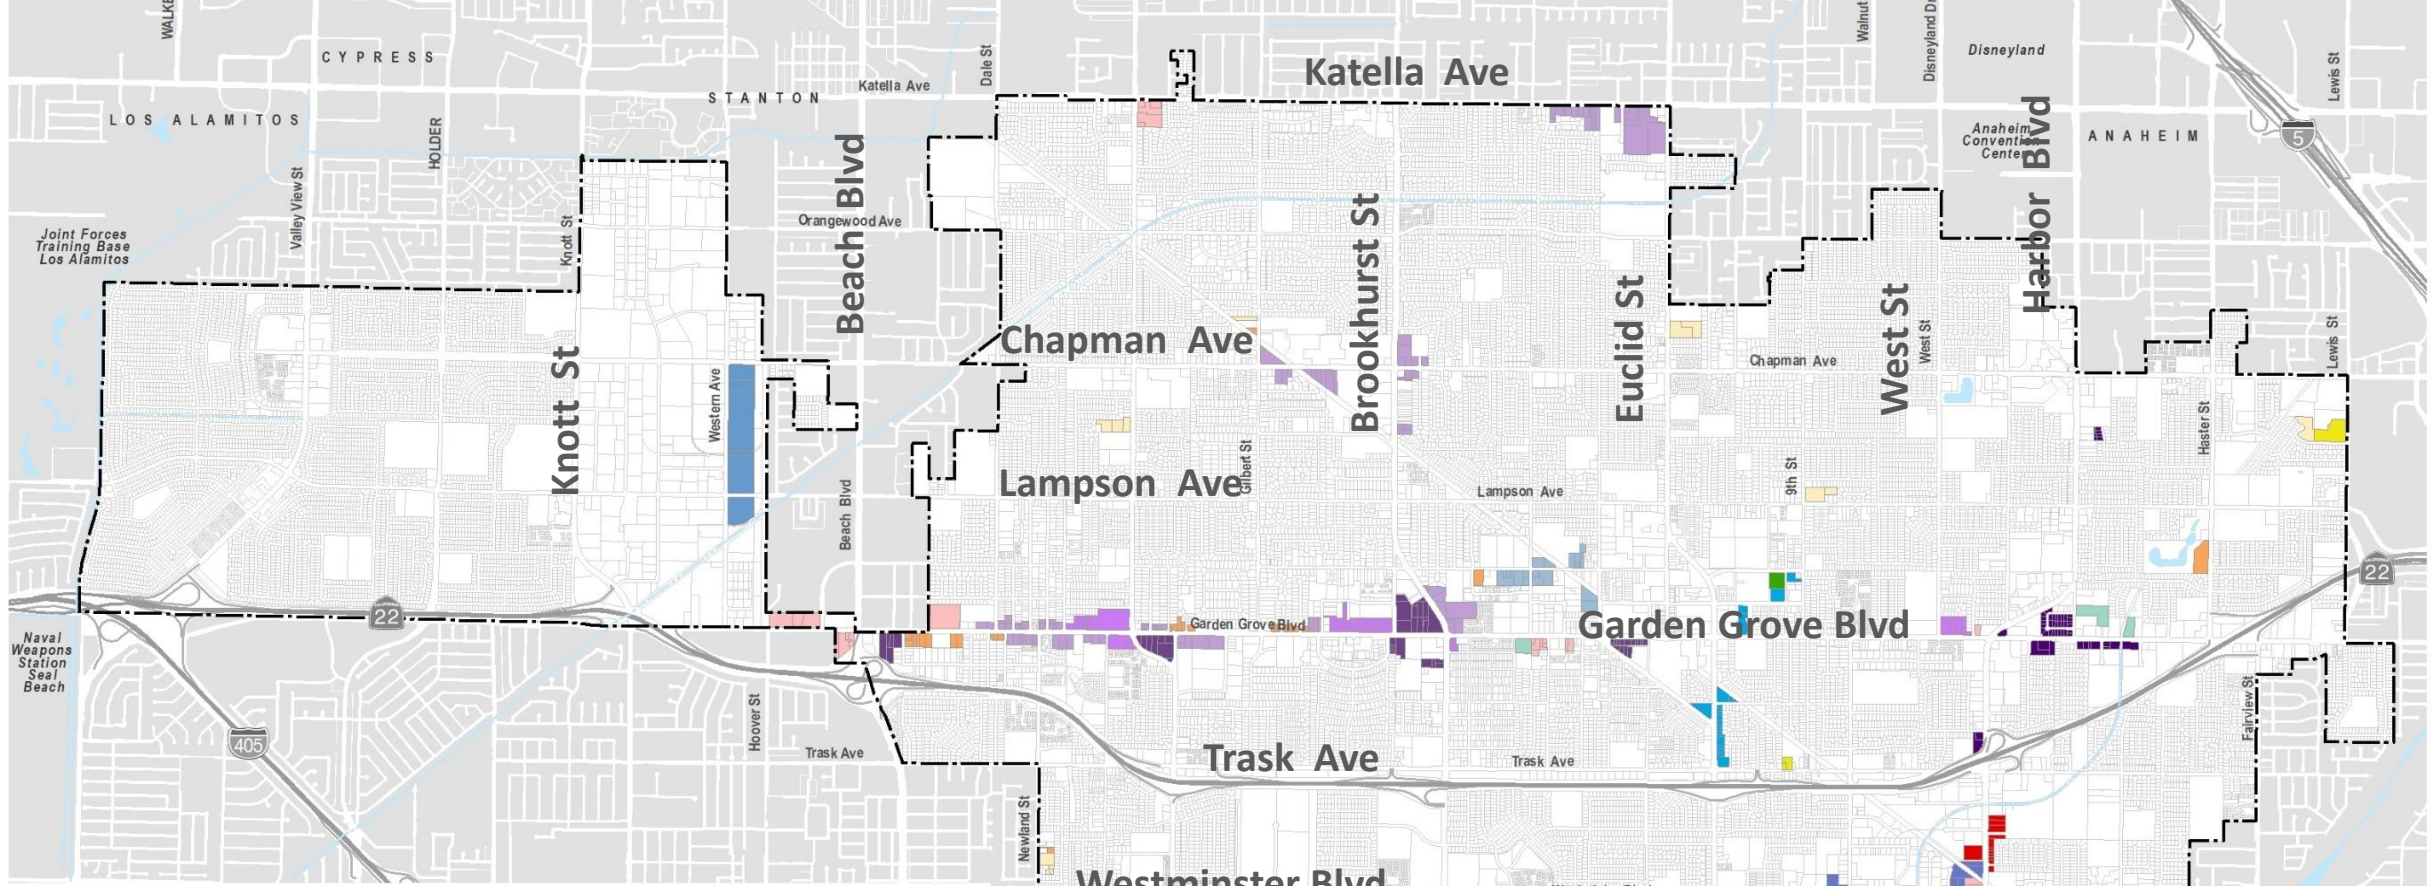 WALKE
Walnut
Disneyland Dr
CYPRESS
Dale St
Disneyland
Lewis St
Katella Ave
Katella Ave
STANTON
LOS ALAMITOS
HOLDER
Beach Blvd
Anaheim
Convention
Center
Harbor Blvd
ANAHEIM
5
Valley View St
Knott St
Orangewood Ave
Joint Forces
Training Base
Los Alamitos
Brookhurst St
Euclid St
West St
West St
Chapman Ave
Chapman Ave
Lewis St
Knott St
Western Ave
Haster St
Gilbert St
Lampson Ave
Lampson Ave
9th St
Beach Blvd
22
22
Garden Grove Blvd
Garden Grove Blvd
Naval
Weapons
Station
Seal
Beach
Hoover St
Fairview St
405
Trask Ave
Trask Ave
Trask Ave
Newland St
Westminster Blvd